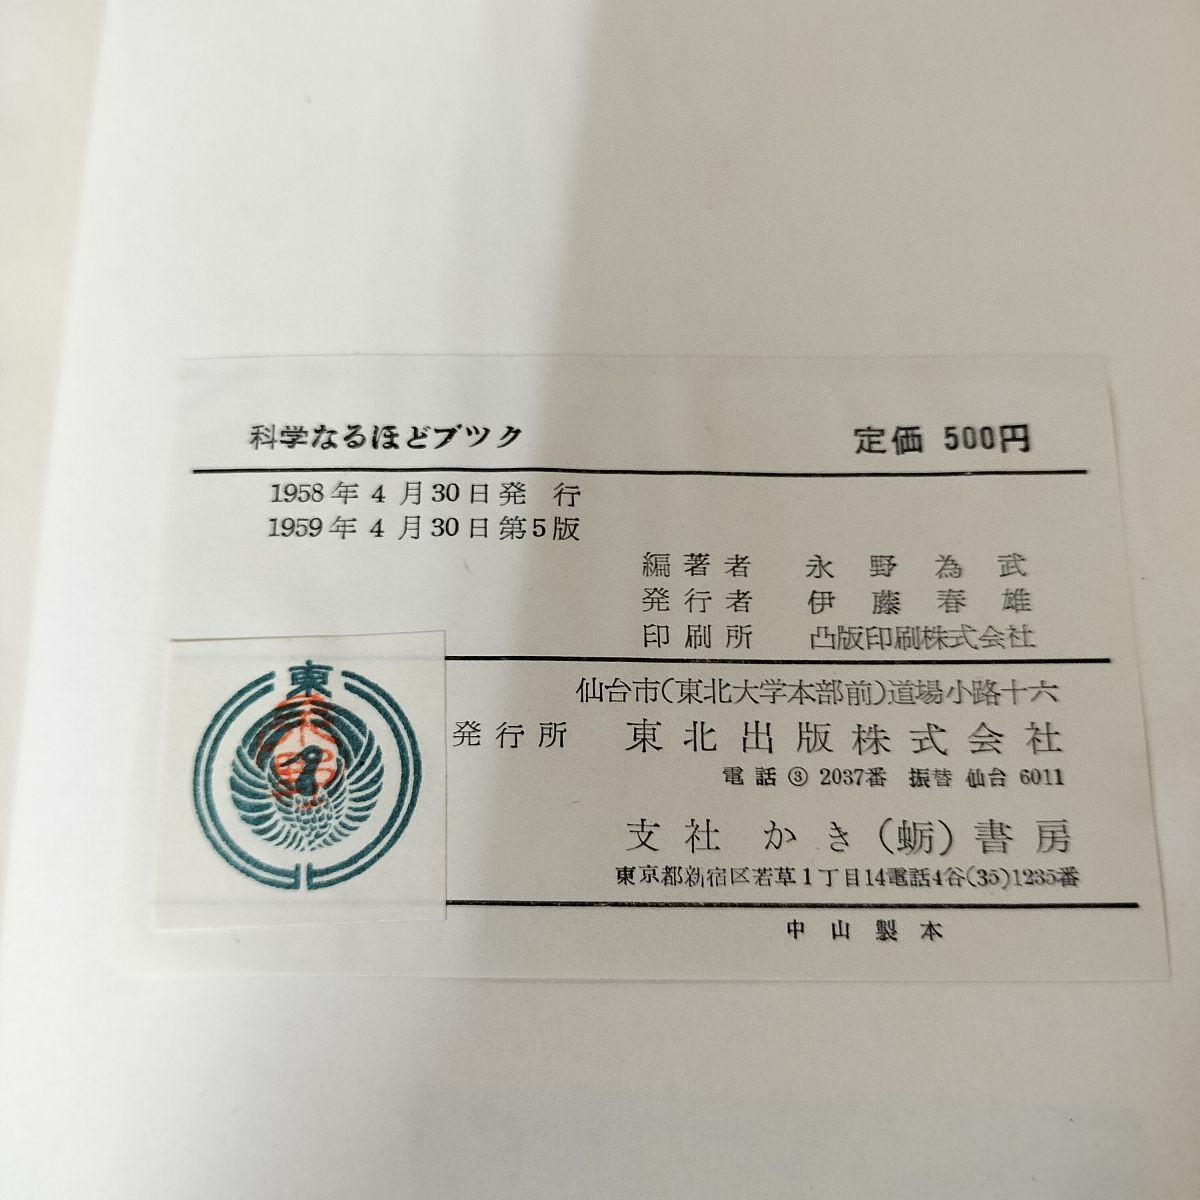 科学なるほどブツク 定価 500円
1958年4月30日発行
1959年4月30日第5版
編著者 永野為武
発行者 伊藤春雄
印刷所 凸版印刷株式会社
仙台市(東北大学本部前)道場小路十六
発行所 東北出版株式会社
電話③2037番 振替 仙台 6011
支社 かき(蛎)書房
東京都新宿区若草1丁目14電話4谷(35)1235番
中山製本
東
永野